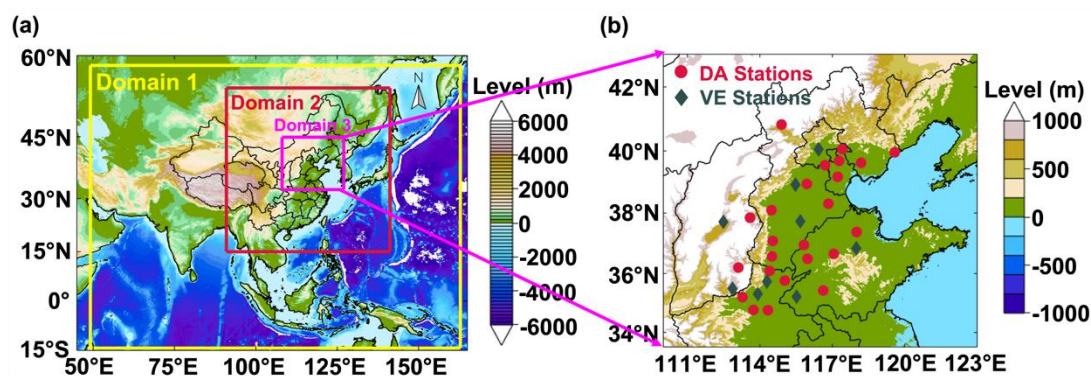 (a)
60°N
45°N
30°N
15°N
0°
15°S
50°E
75°E
100°E
125°E
150°E
Domain 1
Domain 2
Domain 3
N
Level (m)
6000
4000
2000
0
-2000
-4000
-6000
(b)
42°N
40°N
38°N
36°N
34°N
111°E
114°E
117°E
120°E
123°E
DA Stations
VE Stations
Level (m)
1000
500
0
-500
-1000